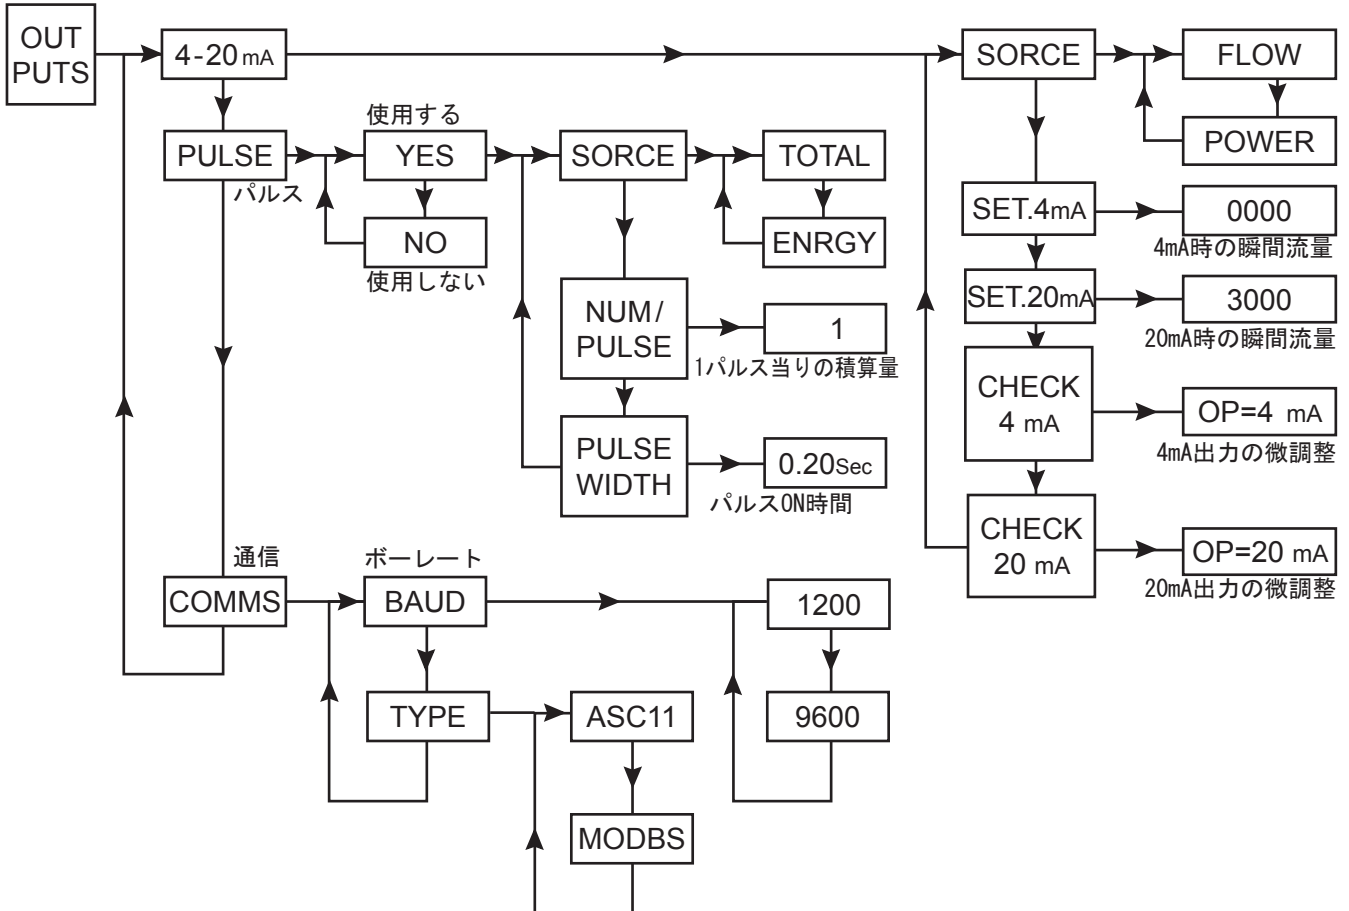 OUT
PUTS
4-20 mA
SORCE
FLOW
POWER
PULSE
パルス
使用する
YES
NO
使用しない
SORCE
TOTAL
ENRGY
NUM/
PULSE
1
1パルス当りの積算量
PULSE
WIDTH
0.20Sec
パルスON時間
SET.4mA
0000
4mA時の瞬間流量
SET.20mA
3000
20mA時の瞬間流量
CHECK
4 mA
OP=4 mA
4mA出力の微調整
CHECK
20 mA
OP=20 mA
20mA出力の微調整
通信
COMMS
ボーレート
BAUD
1200
9600
TYPE
ASC11
MODBS